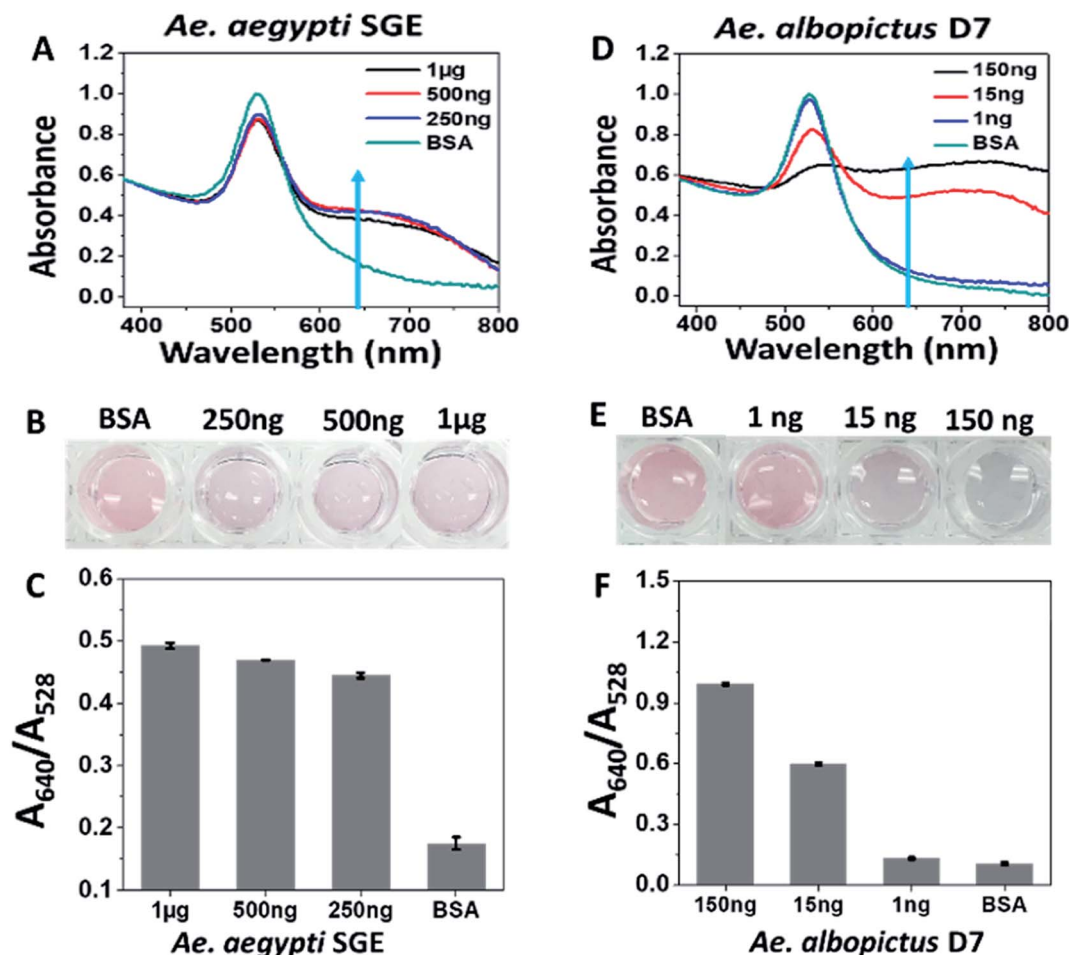 Ae. aegypti SGE
A
1.2
1.0
0.8
0.6
0.4
0.2
0.0
Absorbance
1μg
500ng
250ng
BSA
400 500 600 700 800
Wavelength (nm)
Ae. albopictus D7
D
1.2
1.0
0.8
0.6
0.4
0.2
0.0
Absorbance
150ng
15ng
1ng
BSA
400 500 600 700 800
Wavelength (nm)
B
BSA 250ng 500ng 1μg
E
BSA 1 ng 15 ng 150 ng
C
0.6
0.5
0.4
0.3
0.2
0.1
A640/A528
1μg 500ng 250ng BSA
Ae. aegypti SGE
F
1.5
1.2
0.9
0.6
0.3
0.0
A640/A528
150ng 15ng 1ng BSA
Ae. albopictus D7